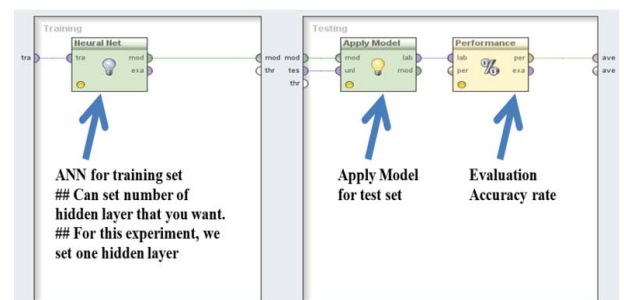 Training
Neural Net
tra
tra
mod
exa
mod
thr
Testing
mod
tes
thr
Apply Model
mod
unl
lab
mod
Performance
lab
per
%
per
exa
ave
ave
ANN for training set
## Can set number of
hidden layer that you want.
## For this experiment, we
set one hidden layer
Apply Model
for test set
Evaluation
Accuracy rate